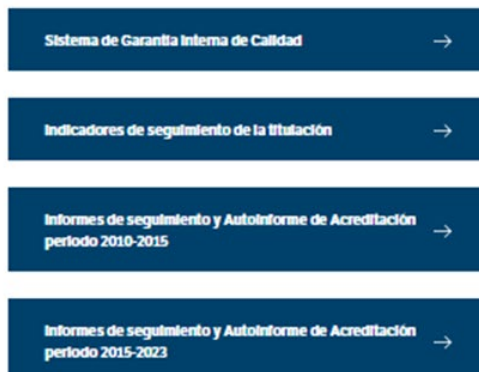 Sistema de Garantía Interna de Calidad
Indicadores de seguimiento de la titulación
Informes de seguimiento y Autoinforme de Acreditación
periodo 2010-2015
Informes de seguimiento y Autoinforme de Acreditación
periodo 2015-2023